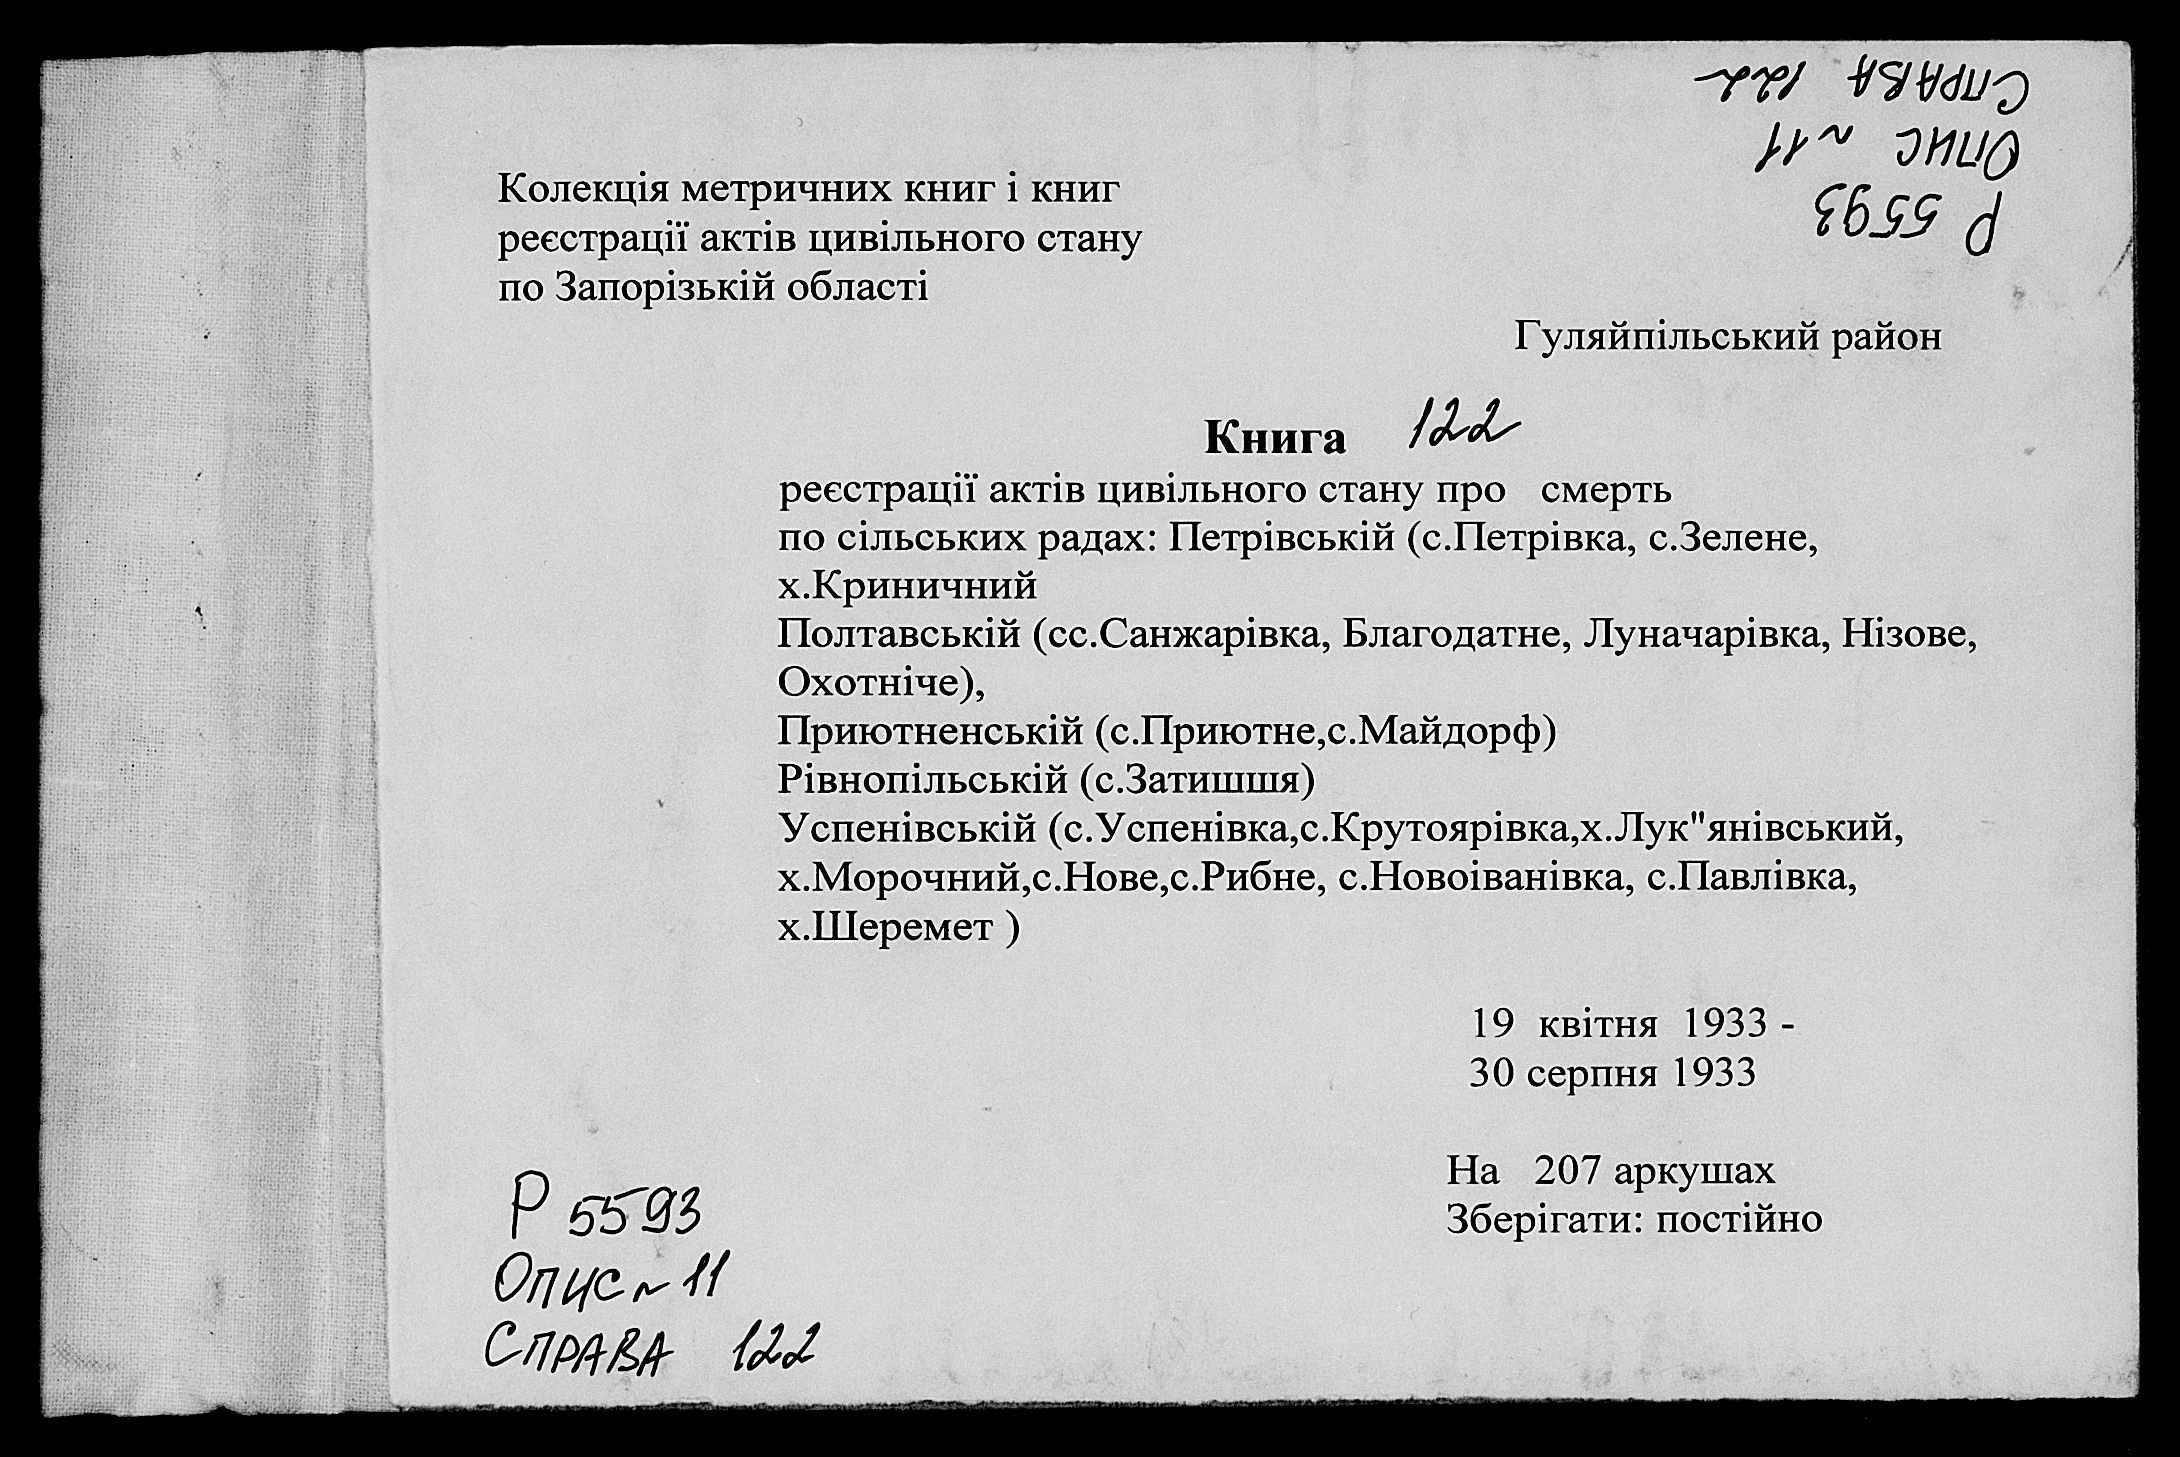 СПРАВА 122
ОПИС N 11
Р 5593
Колекція метричних книг і книг
реєстрації актів цивільного стану
по Запорізькій області
Гуляйпільський район
Книга 122
реєстрації актів цивільного стану про смерть
по сільських радах: Петрівській (с.Петрівка, с.Зелене,
х.Криничний
Полтавській (сс.Санжарівка, Благодатне, Луначарівка, Нізове,
Охотніче),
Приютненській (с.Приютне,с.Майдорф)
Рівнопільській (с.Затишшя)
Успенівській (с.Успенівка,с.Крутоярівка,х.Лук"янівський,
х.Морочний,с.Нове,с.Рибне, с.Новоіванівка, с.Павлівка,
х.Шеремет )
19 квітня 1933 -
30 серпня 1933
На 207 аркушах
Зберігати: постійно
Р 5593
ОПИС N 11
СПРАВА 122